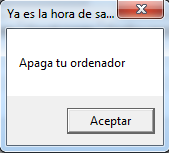 Ya es la hora de sa...
Apaga tu ordenador
Aceptar